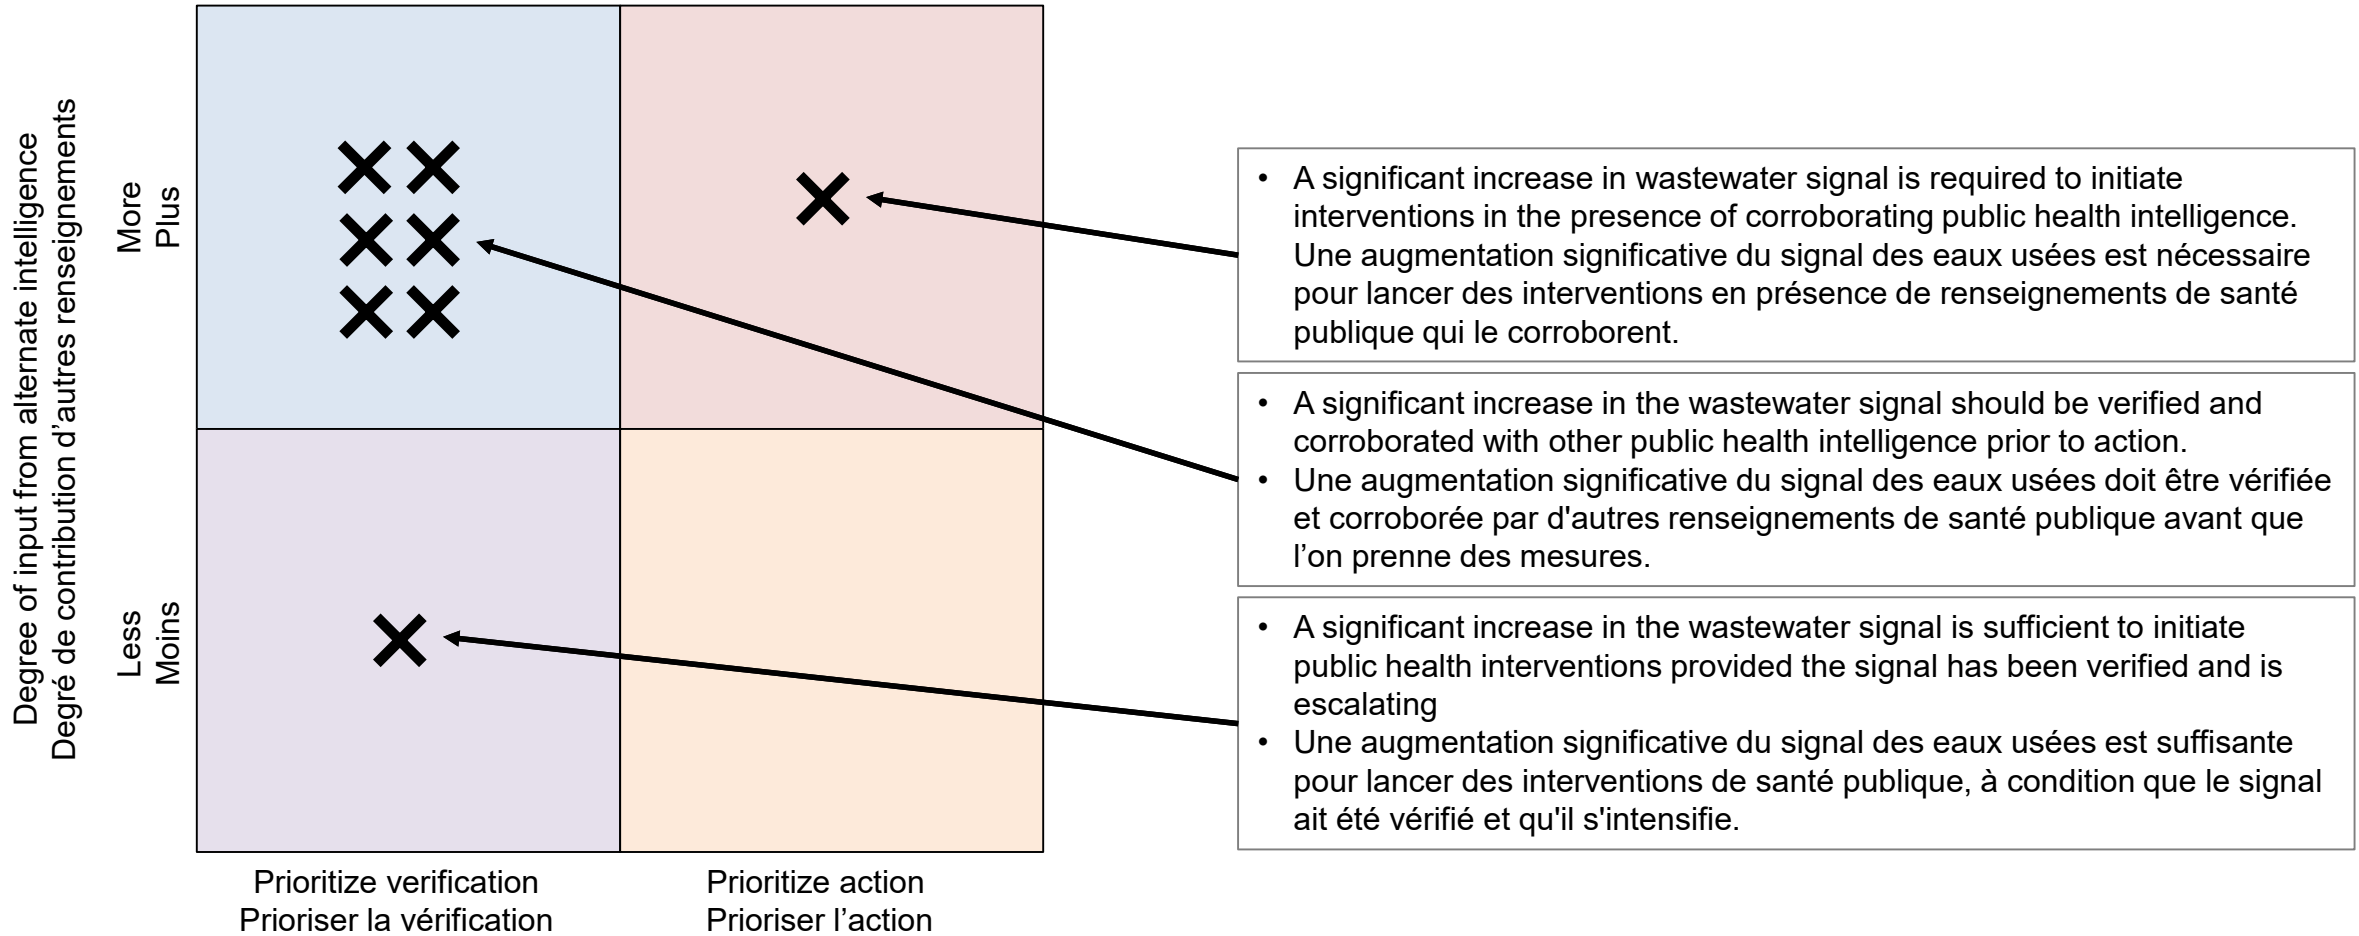 Degree of input from alternate intelligence
Degré de contribution d’autres renseignements
More
Plus
Less
Moins
Prioritize verification
Prioriser la vérification
Prioritize action
Prioriser l’action
• A significant increase in wastewater signal is required to initiate
interventions in the presence of corroborating public health intelligence.
Une augmentation significative du signal des eaux usées est nécessaire
pour lancer des interventions en présence de renseignements de santé
publique qui le corroborent.
• A significant increase in the wastewater signal should be verified and
corroborated with other public health intelligence prior to action.
• Une augmentation significative du signal des eaux usées doit être vérifiée
et corroborée par d'autres renseignements de santé publique avant que
l’on prenne des mesures.
• A significant increase in the wastewater signal is sufficient to initiate
public health interventions provided the signal has been verified and is
escalating
• Une augmentation significative du signal des eaux usées est suffisante
pour lancer des interventions de santé publique, à condition que le signal
ait été vérifié et qu'il s'intensifie.